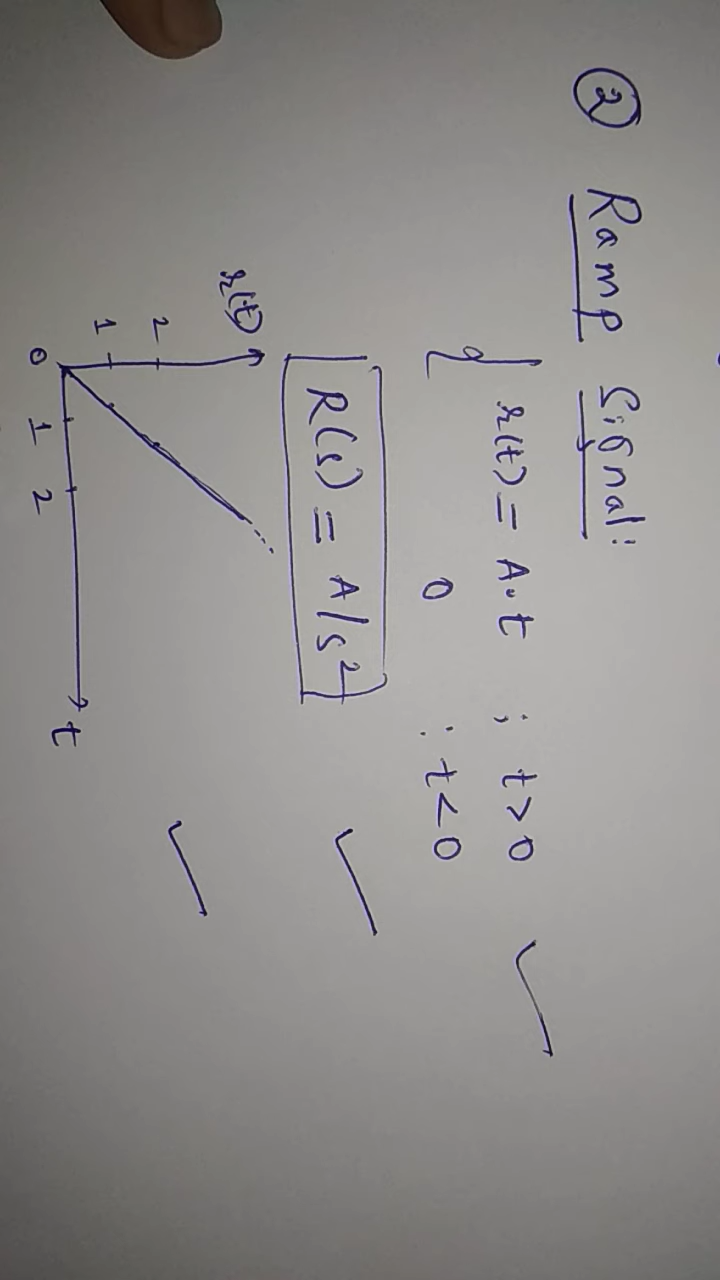 ② Ramp Signal:
r(t) = A.t ; t>0
0 : t<0
R(s) = A/s²
r(t)
2
1
0 1 2 t